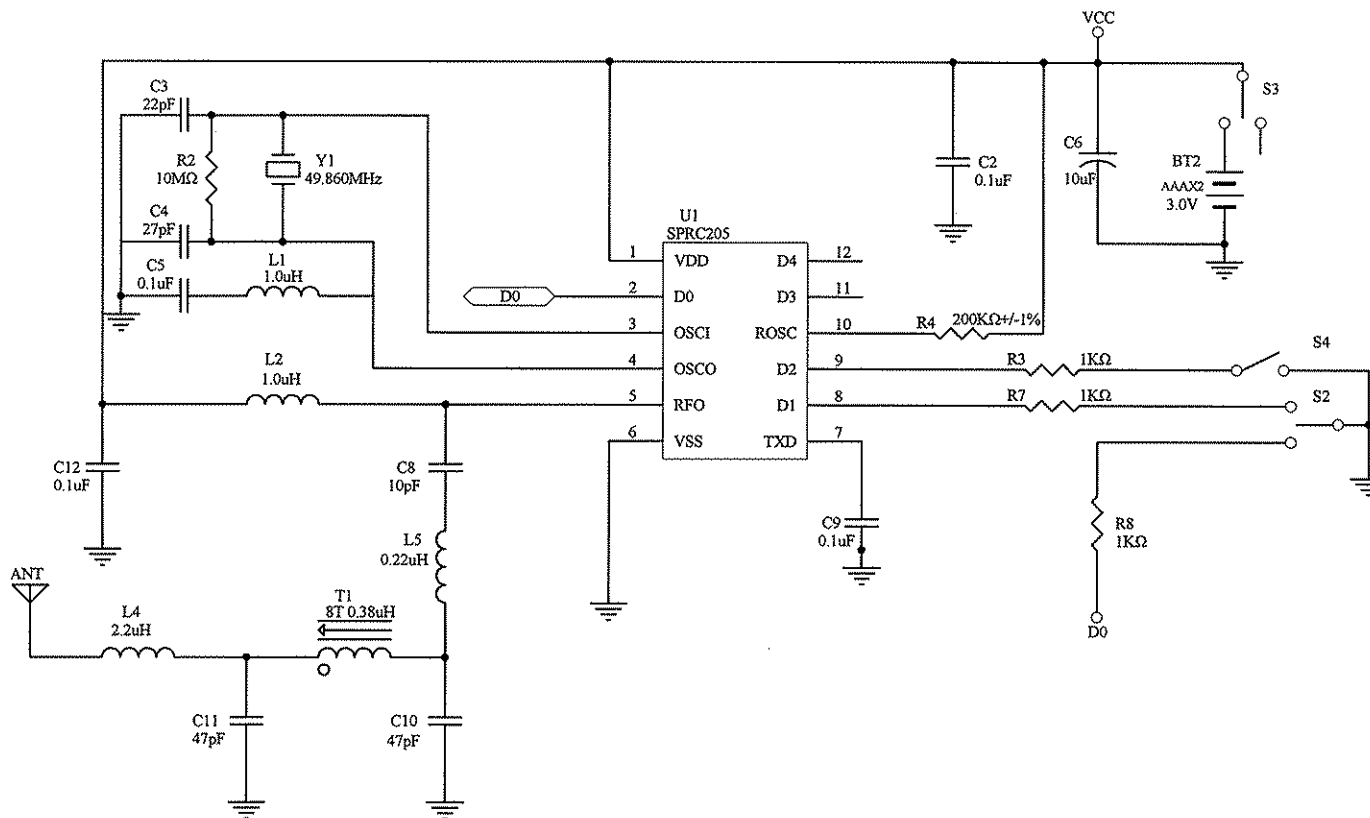 VCC
C3
22pF
S3
R2
10MΩ
Y1
49.860MHz
C2
0.1uF
C6
10uF
BT2
AAAX2
3.0V
C4
27pF
U1
SPRC205
C5
0.1uF
L1
1.0uH
1 VDD D4 12
D0 2 D0 D3 11
3 OSCI ROSC 10 R4 200KΩ+/-1%
4 OSCO D2 9 R3 1KΩ S4
L2
1.0uH
5 RFO D1 8 R7 1KΩ S2
6 VSS TXD 7
C12
0.1uF
C8
10pF
C9
0.1uF
R8
1KΩ
L5
0.22uH
ANT
T1
8T 0.38uH
L4
2.2uH
D0
C11
47pF
C10
47pF